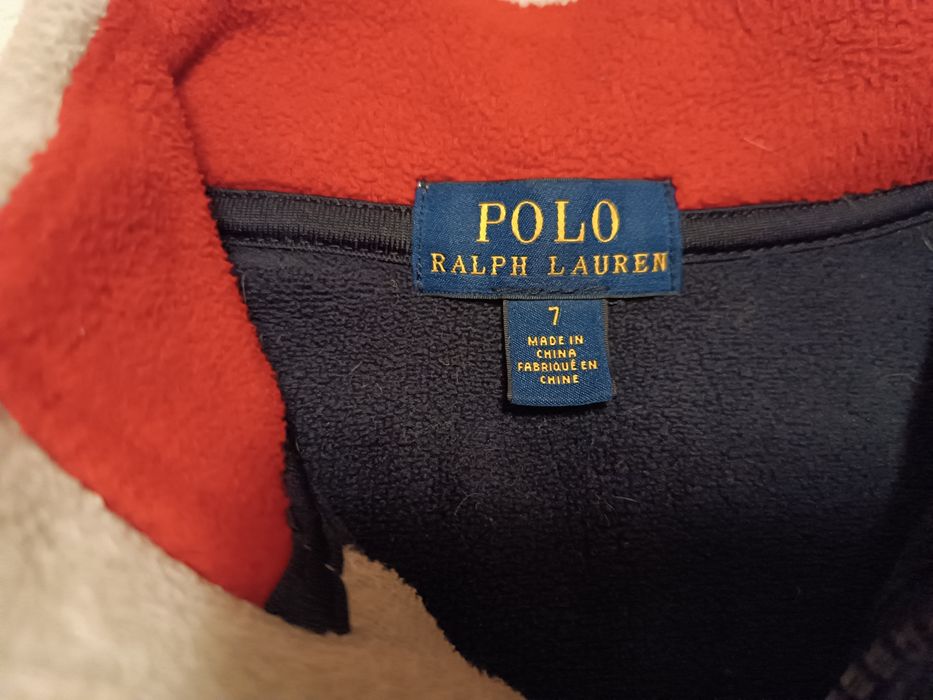 POLO
RALPH LAUREN
7
MADE IN
CHINA
FABRIQUÉ EN
CHINE